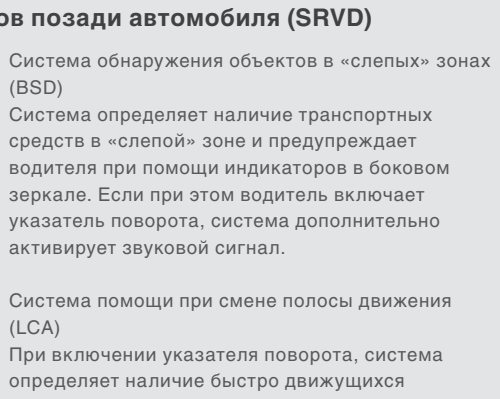 ов позади автомобиля (SRVD)
Система обнаружения объектов в «слепых» зонах
(BSD)
Система определяет наличие транспортных
средств в «слепой» зоне и предупреждает
водителя при помощи индикаторов в боковом
зеркале. Если при этом водитель включает
указатель поворота, система дополнительно
активирует звуковой сигнал.
Система помощи при смене полосы движения
(LCA)
При включении указателя поворота, система
определяет наличие быстро движущихся